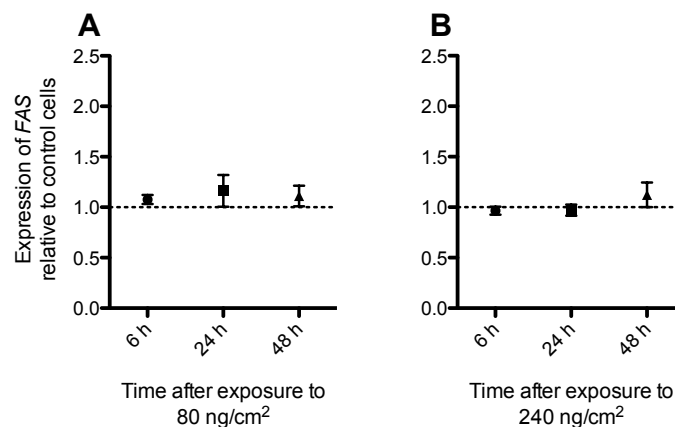 A
Expression of FAS
relative to control cells
2.5
2.0
1.5
1.0
0.5
0.0
6 h
24 h
48 h
Time after exposure to
80 ng/cm²
B
2.5
2.0
1.5
1.0
0.5
0.0
6 h
24 h
48 h
Time after exposure to
240 ng/cm²